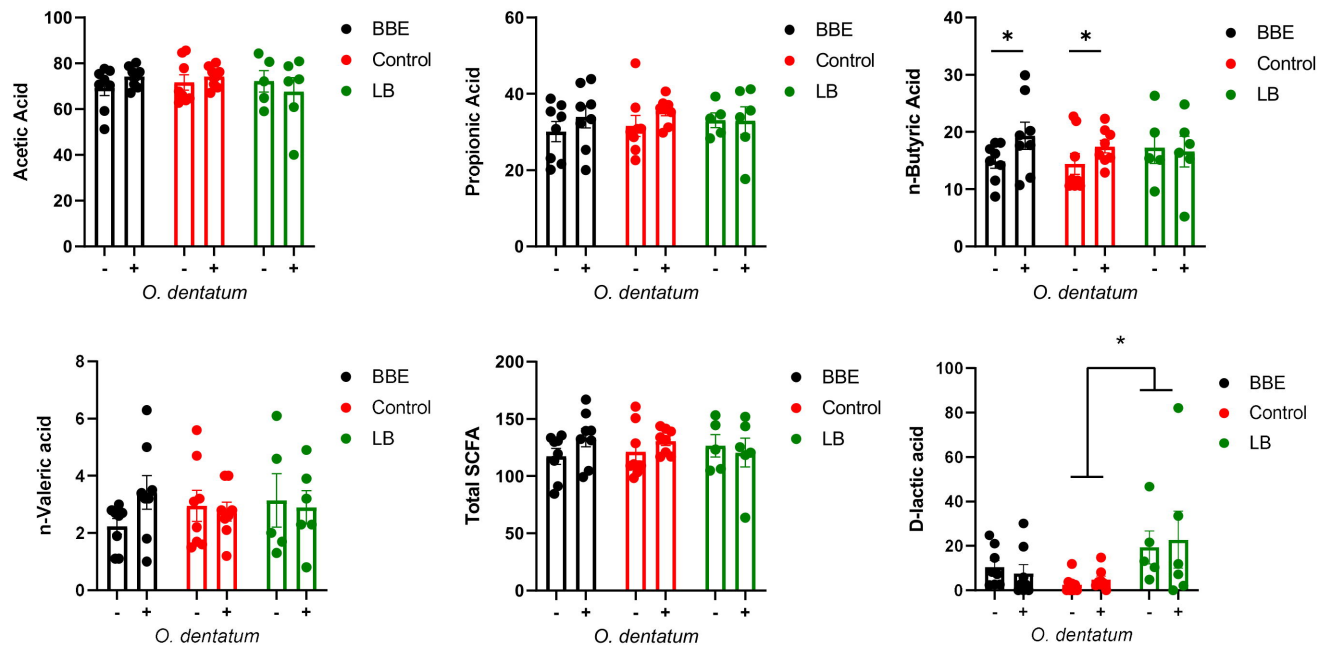 Acetic Acid
100
80
60
40
20
0
- + - + - +
O. dentatum
BBE
Control
LB
Propionic Acid
60
40
20
0
- + - + - +
O. dentatum
BBE
Control
LB
n-Butyric Acid
40
30
20
10
0
* *
- + - + - +
O. dentatum
BBE
Control
LB
n-Valeric acid
8
6
4
2
0
- + - + - +
O. dentatum
BBE
Control
LB
Total SCFA
200
150
100
50
0
- + - + - +
O. dentatum
BBE
Control
LB
D-lactic acid
100
80
60
40
20
0
*
- + - + - +
O. dentatum
BBE
Control
LB